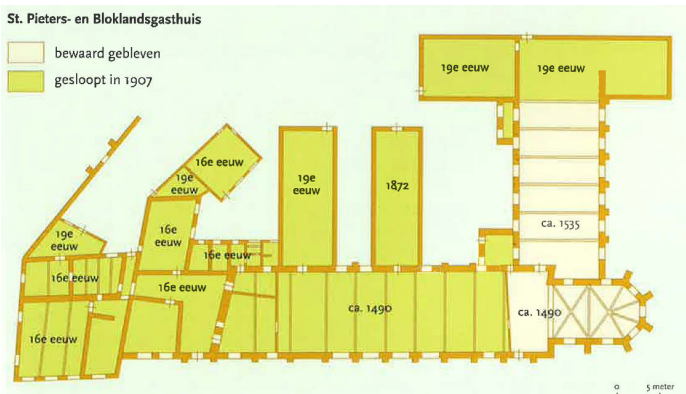 St. Pieters- en Bloklandsgasthuis
bewaard gebleven
gesloopt in 1907
19e eeuw
19e eeuw
16e eeuw
19e
eeuw
19e
eeuw
1872
ca. 1535
19e
eeuw
16e
eeuw
16e eeuw
16e eeuw
16e eeuw
16e eeuw
ca. 1490
ca. 1490
0 5 meter